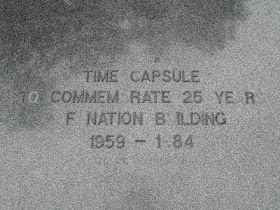 TIME CAPSULE
TO COMMEM RATE 25 YE R
F NATION B ILDING
1959 - 1 84